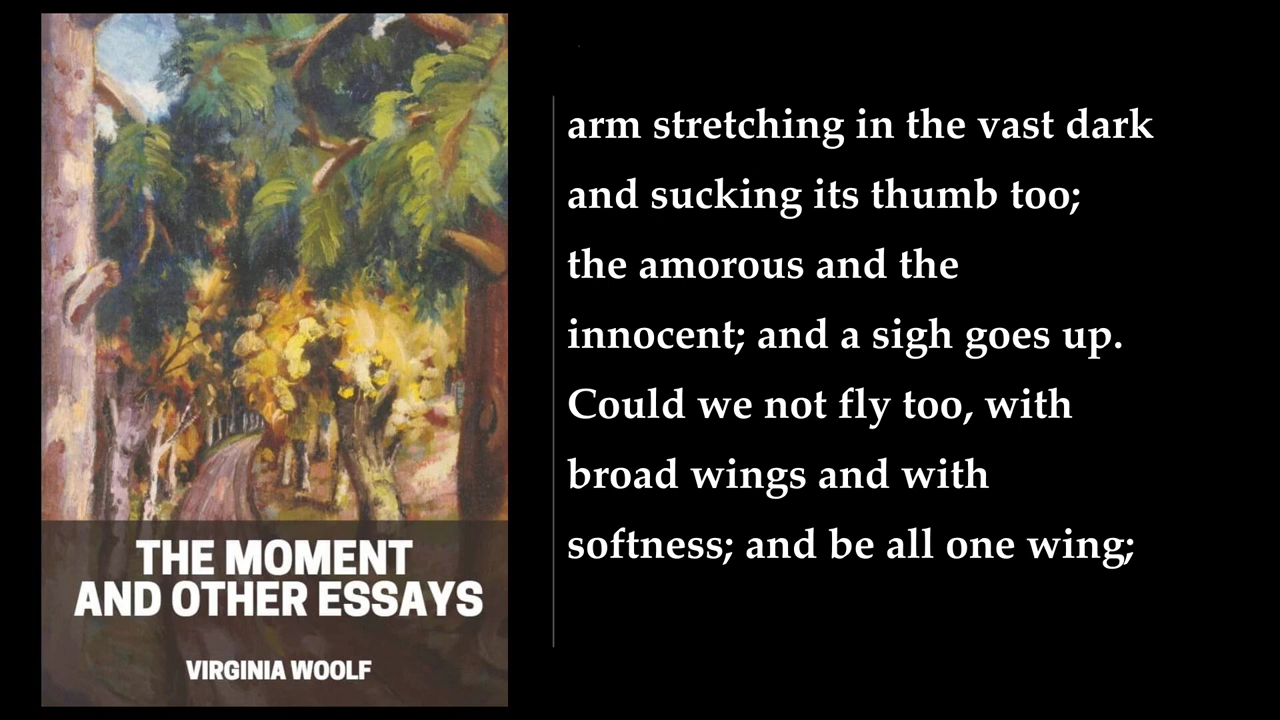 THE MOMENT
AND OTHER ESSAYS
VIRGINIA WOOLF
arm stretching in the vast dark
and sucking its thumb too;
the amorous and the
innocent; and a sigh goes up.
Could we not fly too, with
broad wings and with
softness; and be all one wing;